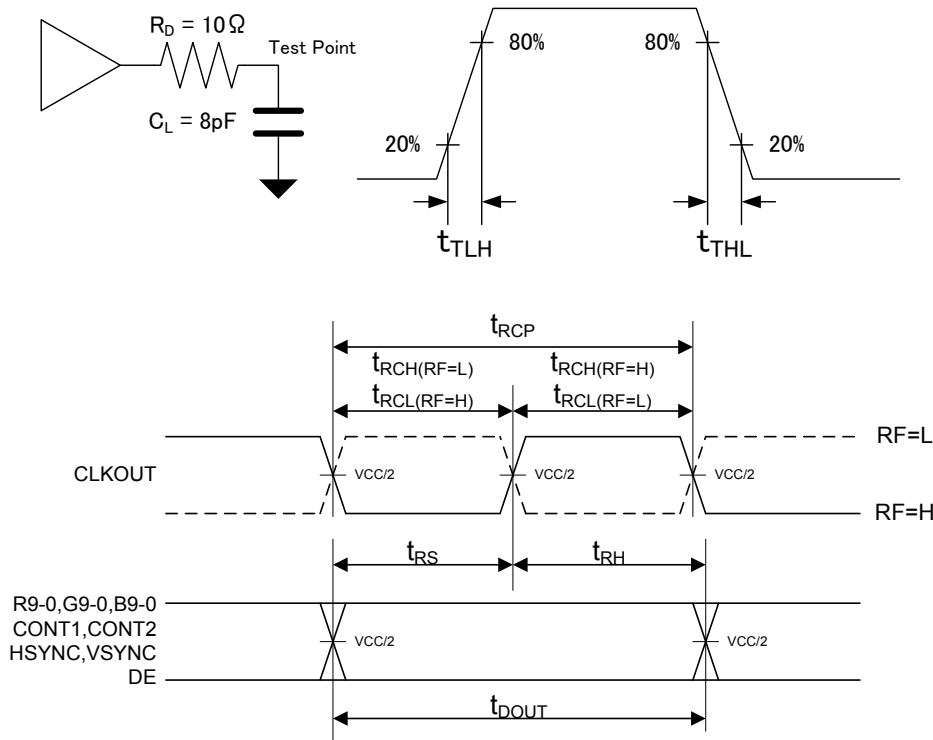 R_D = 10Ω
Test Point
C_L = 8pF
80%
80%
20%
20%
t_TLH
t_THL
t_RCP
t_RCH(RF=L)
t_RCH(RF=H)
t_RCL(RF=H)
t_RCL(RF=L)
RF=L
CLKOUT
VCC/2
VCC/2
VCC/2
RF=H
t_RS
t_RH
R9-0,G9-0,B9-0
CONT1,CONT2
VCC/2
VCC/2
HSYNC,VSYNC
DE
t_DOUT